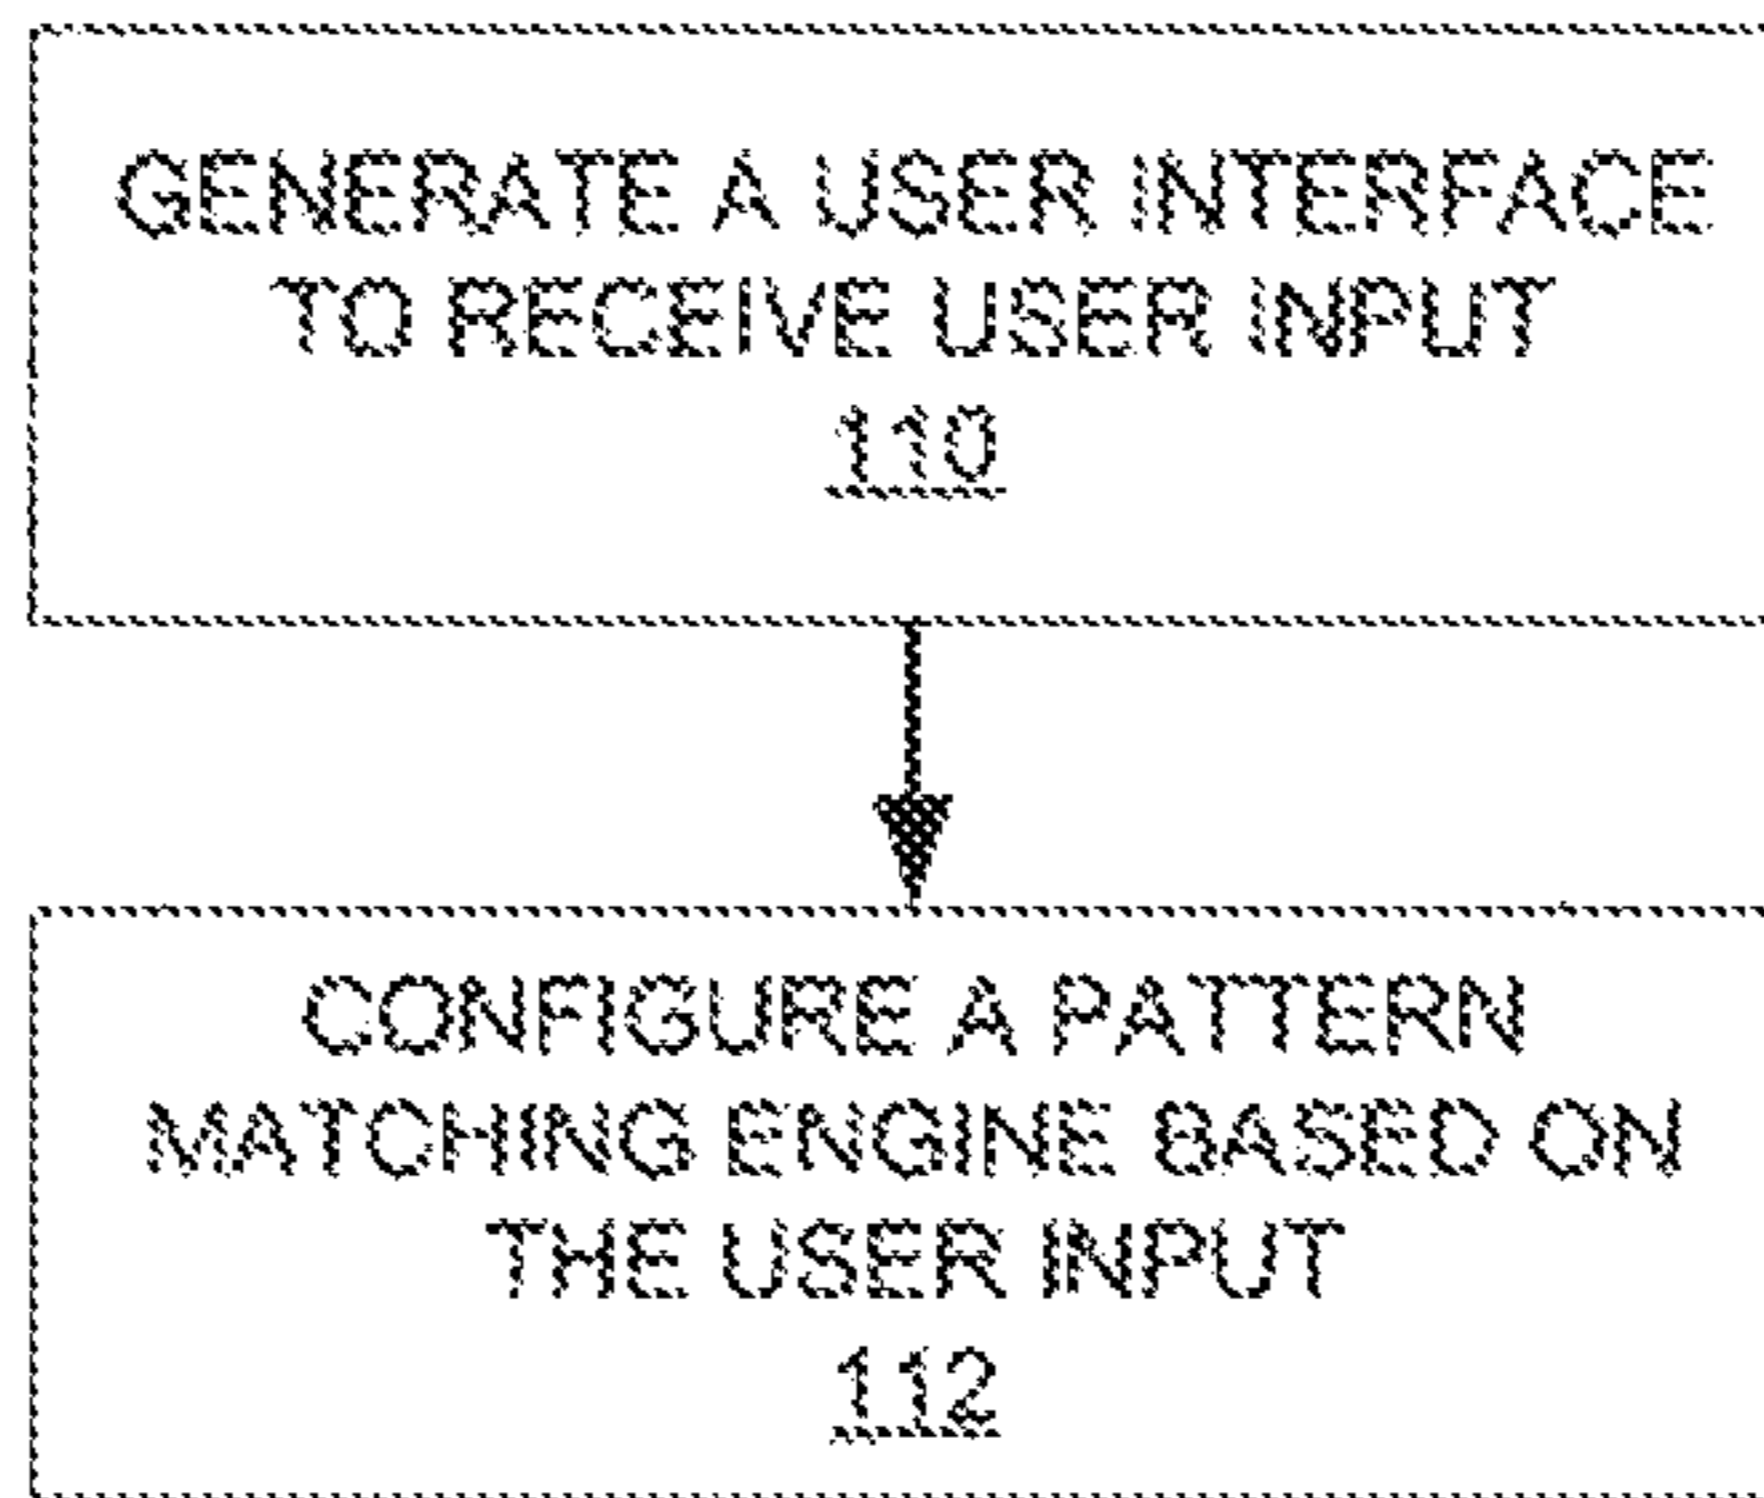 GENERATE A USER INTERFACE
TO RECEIVE USER INPUT
110
CONFIGURE A PATTERN
MATCHING ENGINE BASED ON
THE USER INPUT
112